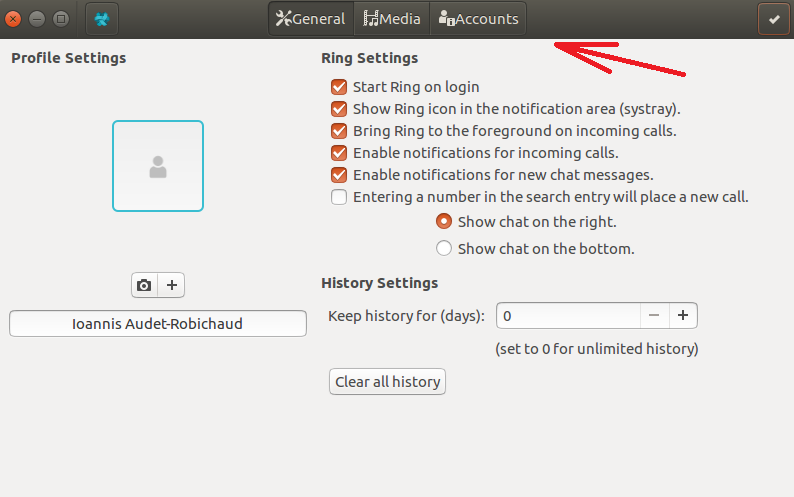 General Media Accounts
Profile Settings
Ioannis Audet-Robichaud
Ring Settings
Start Ring on login
Show Ring icon in the notification area (systray).
Bring Ring to the foreground on incoming calls.
Enable notifications for incoming calls.
Enable notifications for new chat messages.
Entering a number in the search entry will place a new call.
Show chat on the right.
Show chat on the bottom.
History Settings
Keep history for (days): 0
(set to 0 for unlimited history)
Clear all history